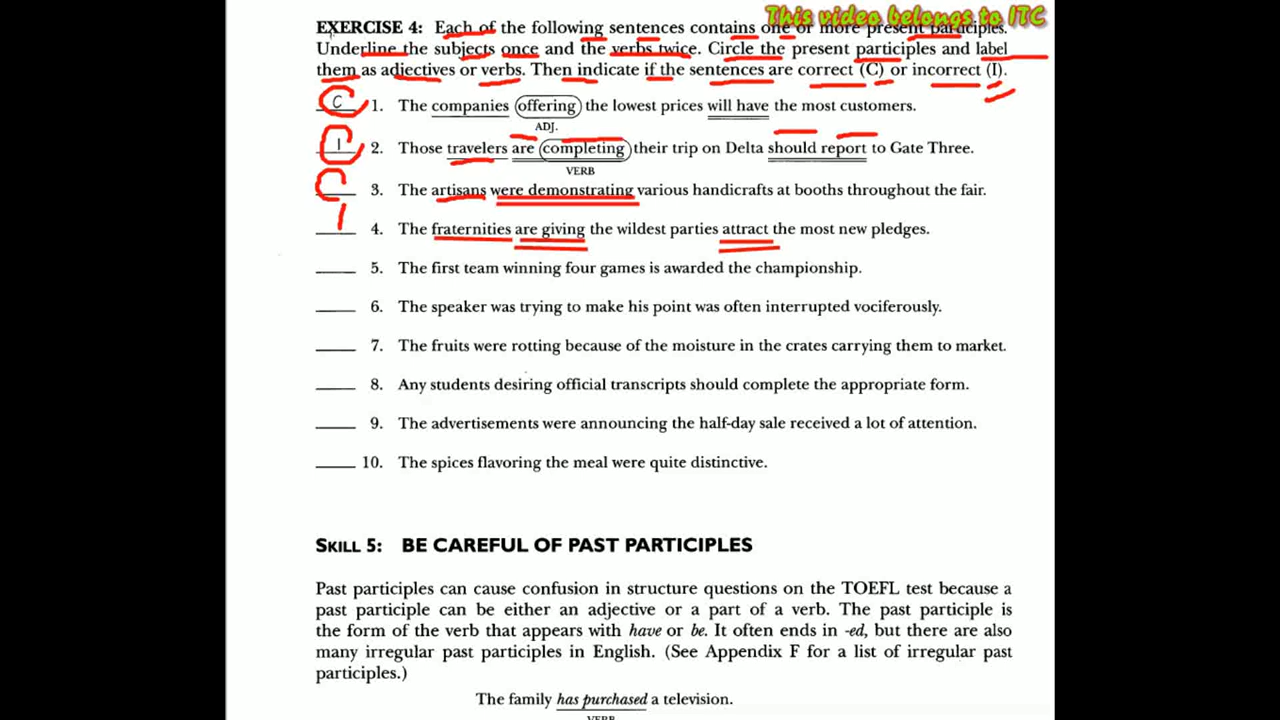 This video belongs to ITC
EXERCISE 4: Each of the following sentences contains one or more present participles.
Underline the subjects once and the verbs twice. Circle the present participles and label
them as adjectives or verbs. Then indicate if the sentences are correct (C) or incorrect (I).
C 1. The companies offering the lowest prices will have the most customers.
ADJ.
I 2. Those travelers are completing their trip on Delta should report to Gate Three.
VERB
C 3. The artisans were demonstrating various handicrafts at booths throughout the fair.
I 4. The fraternities are giving the wildest parties attract the most new pledges.
5. The first team winning four games is awarded the championship.
6. The speaker was trying to make his point was often interrupted vociferously.
7. The fruits were rotting because of the moisture in the crates carrying them to market.
8. Any students desiring official transcripts should complete the appropriate form.
9. The advertisements were announcing the half-day sale received a lot of attention.
10. The spices flavoring the meal were quite distinctive.
SKILL 5: BE CAREFUL OF PAST PARTICIPLES
Past participles can cause confusion in structure questions on the TOEFL test because a
past participle can be either an adjective or a part of a verb. The past participle is
the form of the verb that appears with have or be. It often ends in -ed, but there are also
many irregular past participles in English. (See Appendix F for a list of irregular past
participles.)
The family has purchased a television.
VERB